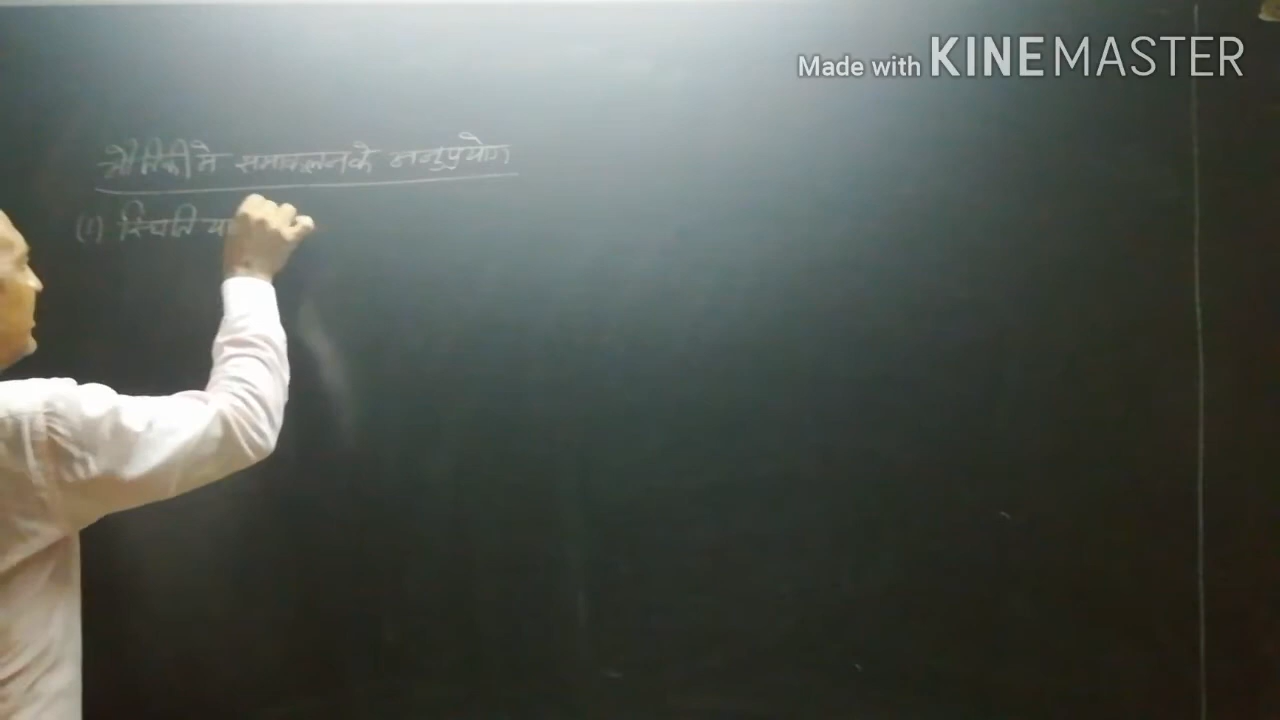 Made with KINEMASTER
भौतिकी मे समाकलन के अनुप्रयोग
(1) स्थिति या